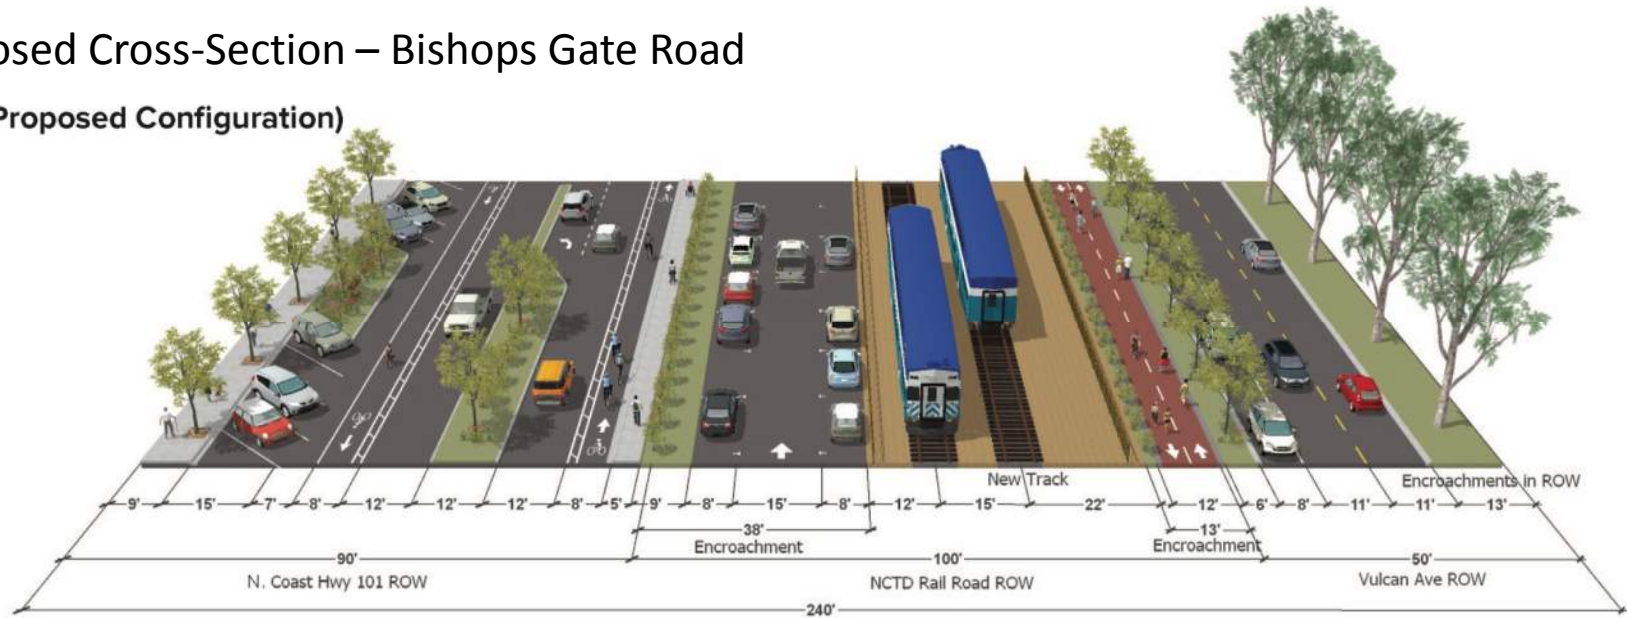 osed Cross-Section – Bishops Gate Road
Proposed Configuration)
New Track
Encroachments in ROW
9' 15' 7' 8' 12' 12' 12' 8' 5' 9' 8' 15' 8' 12' 15' 22' 12' 6' 8' 11' 11' 13'
38' 13'
Encroachment Encroachment
90' 100' 50'
N. Coast Hwy 101 ROW NCTD Rail Road ROW Vulcan Ave ROW
240'